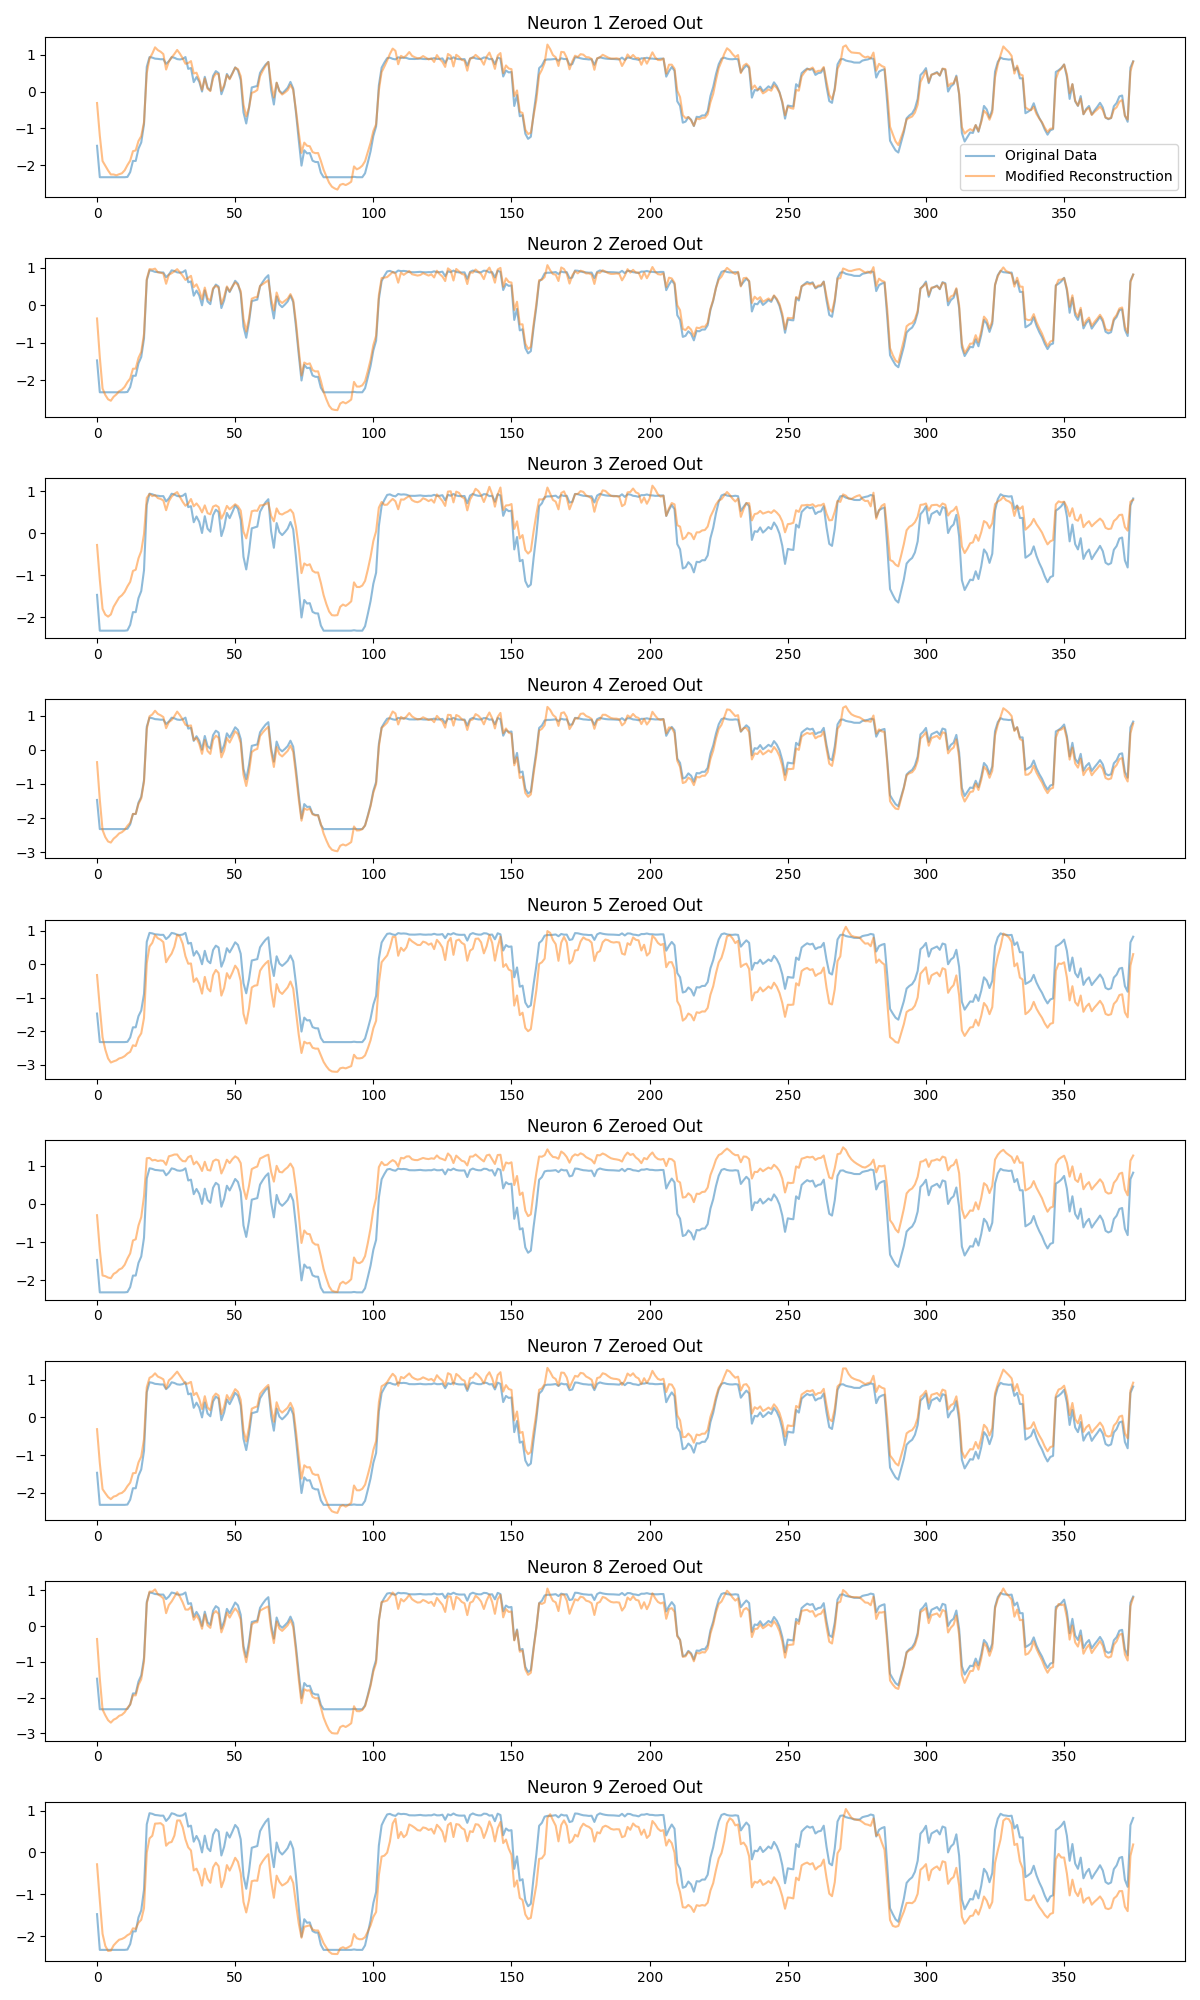 Neuron 1 Zeroed Out
1
0
−1
−2
Original Data
Modified Reconstruction
0 50 100 150 200 250 300 350
Neuron 2 Zeroed Out
1
0
−1
−2
0 50 100 150 200 250 300 350
Neuron 3 Zeroed Out
1
0
−1
−2
0 50 100 150 200 250 300 350
Neuron 4 Zeroed Out
1
0
−1
−2
−3
0 50 100 150 200 250 300 350
Neuron 5 Zeroed Out
1
0
−1
−2
−3
0 50 100 150 200 250 300 350
Neuron 6 Zeroed Out
1
0
−1
−2
0 50 100 150 200 250 300 350
Neuron 7 Zeroed Out
1
0
−1
−2
0 50 100 150 200 250 300 350
Neuron 8 Zeroed Out
1
0
−1
−2
−3
0 50 100 150 200 250 300 350
Neuron 9 Zeroed Out
1
0
−1
−2
0 50 100 150 200 250 300 350